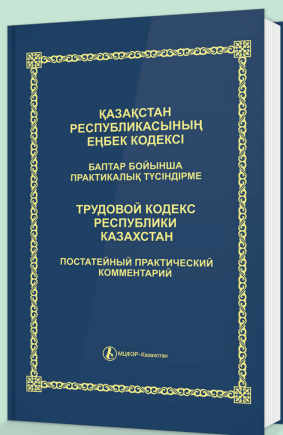 ҚАЗАҚСТАН
РЕСПУБЛИКАСЫНЫҢ
ЕҢБЕК КОДЕКСІ
БАПТАР БОЙЫНША
ПРАКТИКАЛЫҚ ТҮСІНДІРМЕ
ТРУДОВОЙ КОДЕКС
РЕСПУБЛИКИ
КАЗАХСТАН
ПОСТАТЕЙНЫЙ ПРАКТИЧЕСКИЙ
КОММЕНТАРИЙ
МЦФЭР-Казахстан